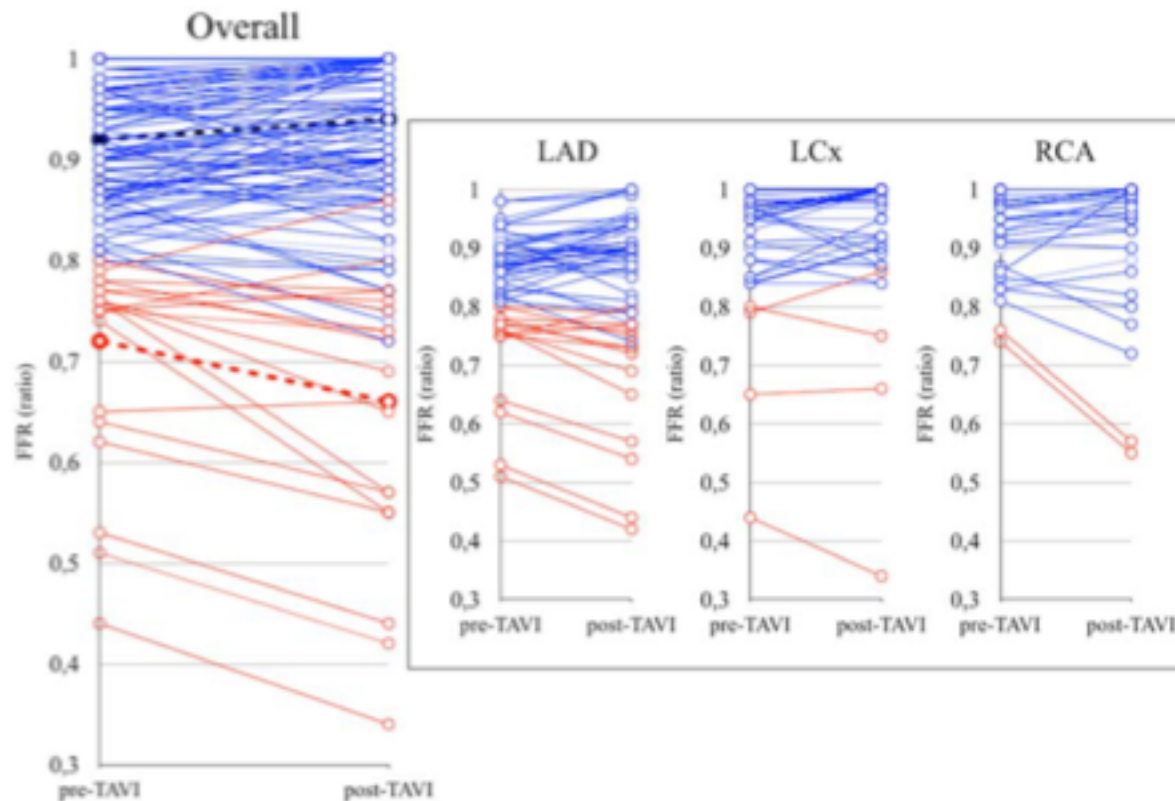 Overall
1
0,9
0,8
0,7
0,6
0,5
0,4
0,3
FFR (ratio)
pre-TAVI post-TAVI
LAD
1
0,9
0,8
0,7
0,6
0,5
0,4
0,3
FFR (ratio)
pre-TAVI post-TAVI
LCx
1
0,9
0,8
0,7
0,6
0,5
0,4
0,3
FFR (ratio)
pre-TAVI post-TAVI
RCA
1
0,9
0,8
0,7
0,6
0,5
0,4
0,3
FFR (ratio)
pre-TAVI post-TAVI